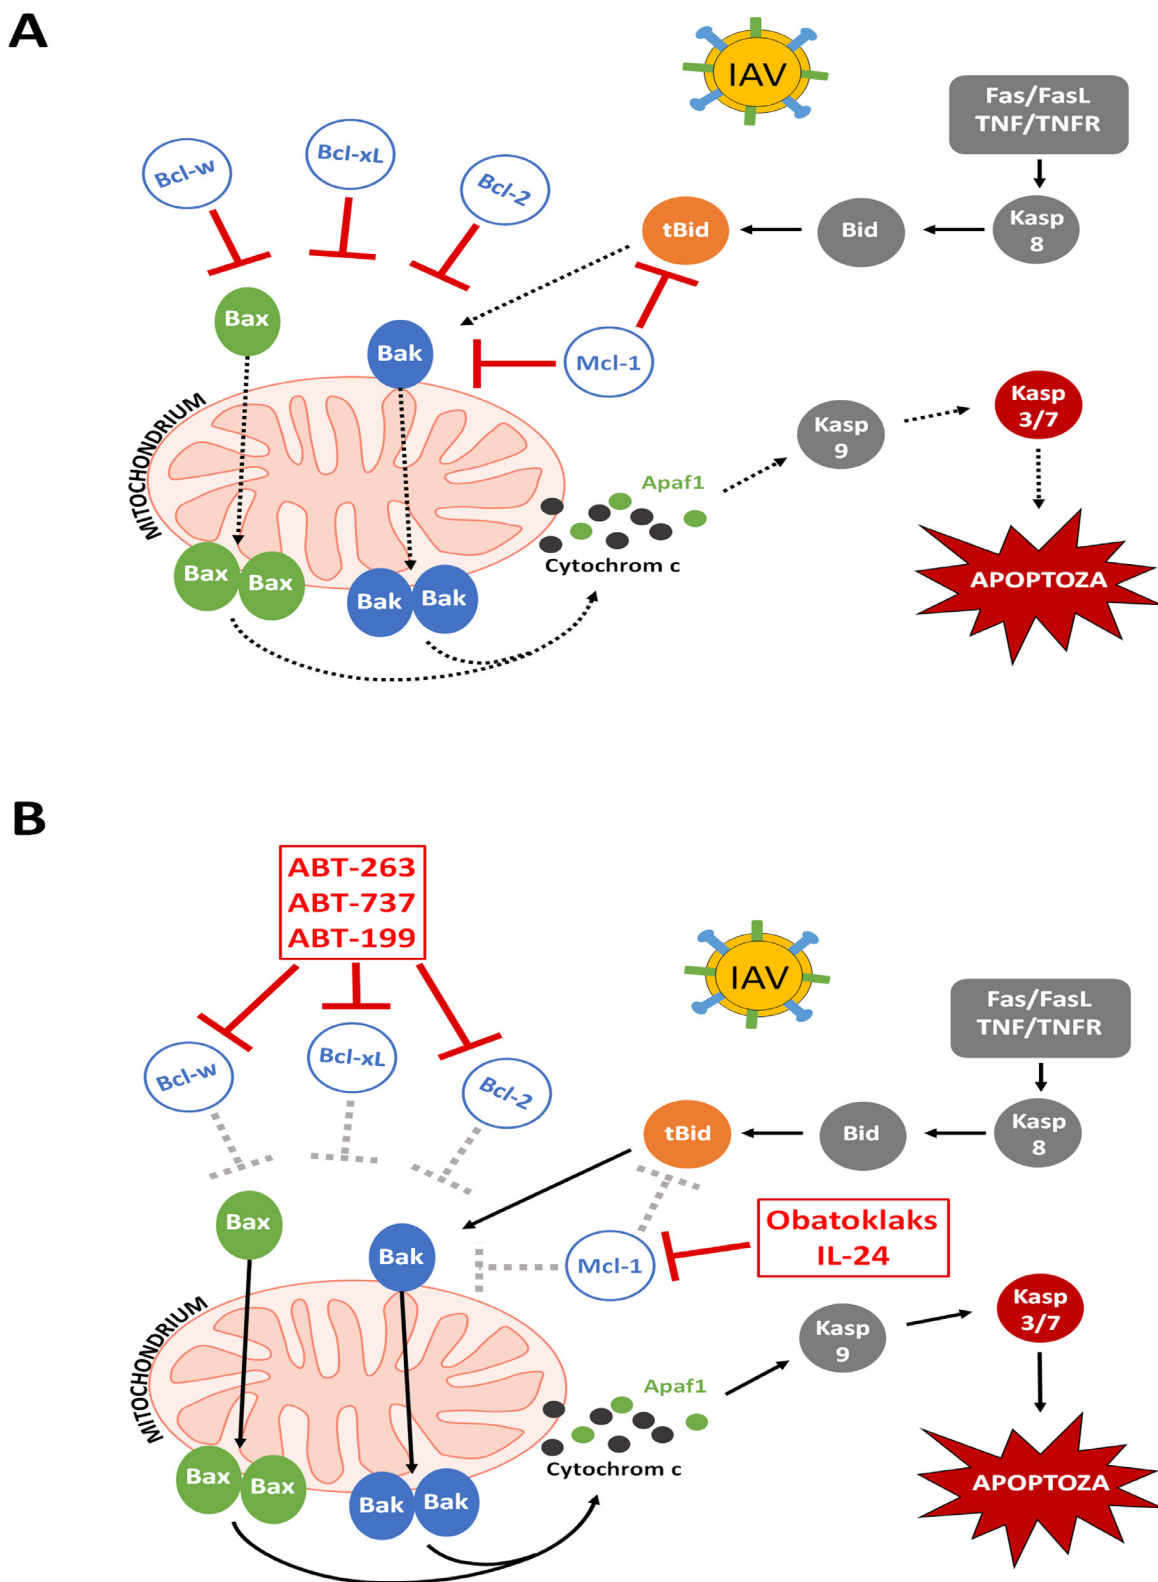 A
IAV
Fas/FasL
TNF/TNFR
Bcl-w
Bcl-xL
Bcl-2
tBid
Bid
Kasp
8
Bax
Bak
Mcl-1
MITOCHONDRIUM
Kasp
9
Kasp
3/7
Apaf1
Cytochrom c
Bax
Bax
Bak
Bak
APOPTOZA
B
ABT-263
ABT-737
ABT-199
IAV
Fas/FasL
TNF/TNFR
Bcl-w
Bcl-xL
Bcl-2
tBid
Bid
Kasp
8
Bax
Bak
Mcl-1
Obatoklaks
IL-24
MITOCHONDRIUM
Kasp
9
Kasp
3/7
Apaf1
Cytochrom c
Bax
Bax
Bak
Bak
APOPTOZA